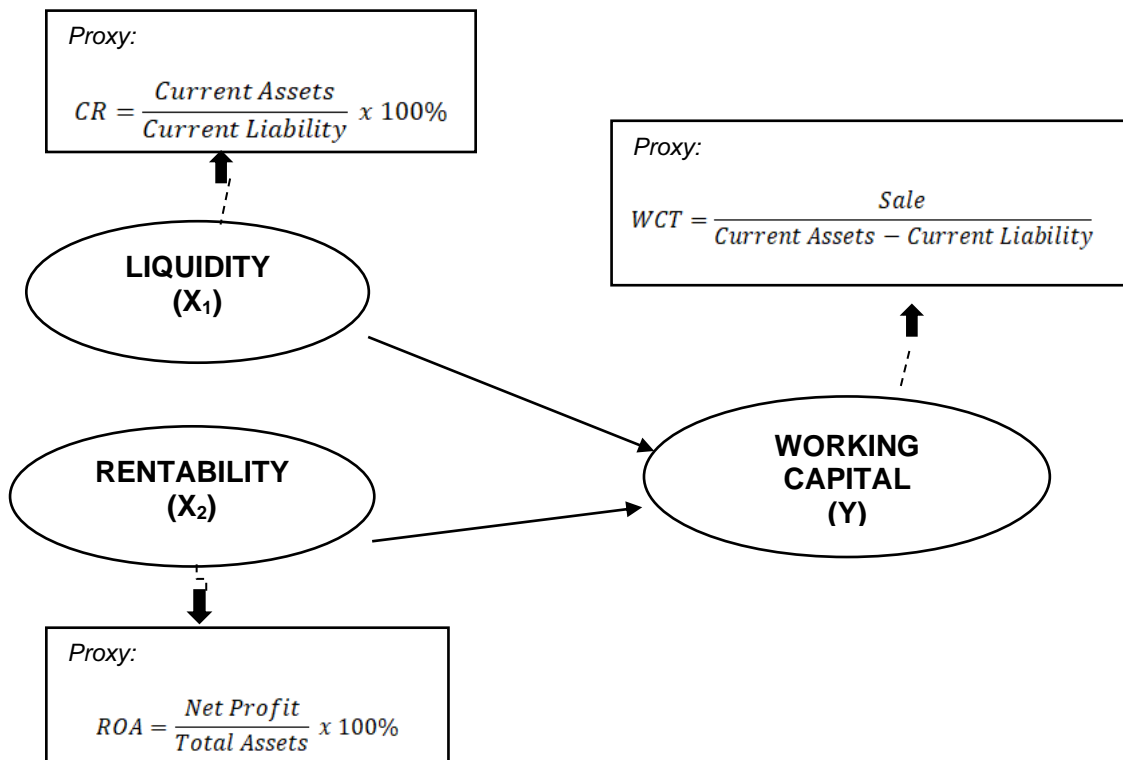 Proxy:
CR = Current Assets / Current Liability x 100%
Proxy:
WCT = Sale / Current Assets − Current Liability
LIQUIDITY
(X₁)
RENTABILITY
(X₂)
WORKING
CAPITAL
(Y)
Proxy:
ROA = Net Profit / Total Assets x 100%